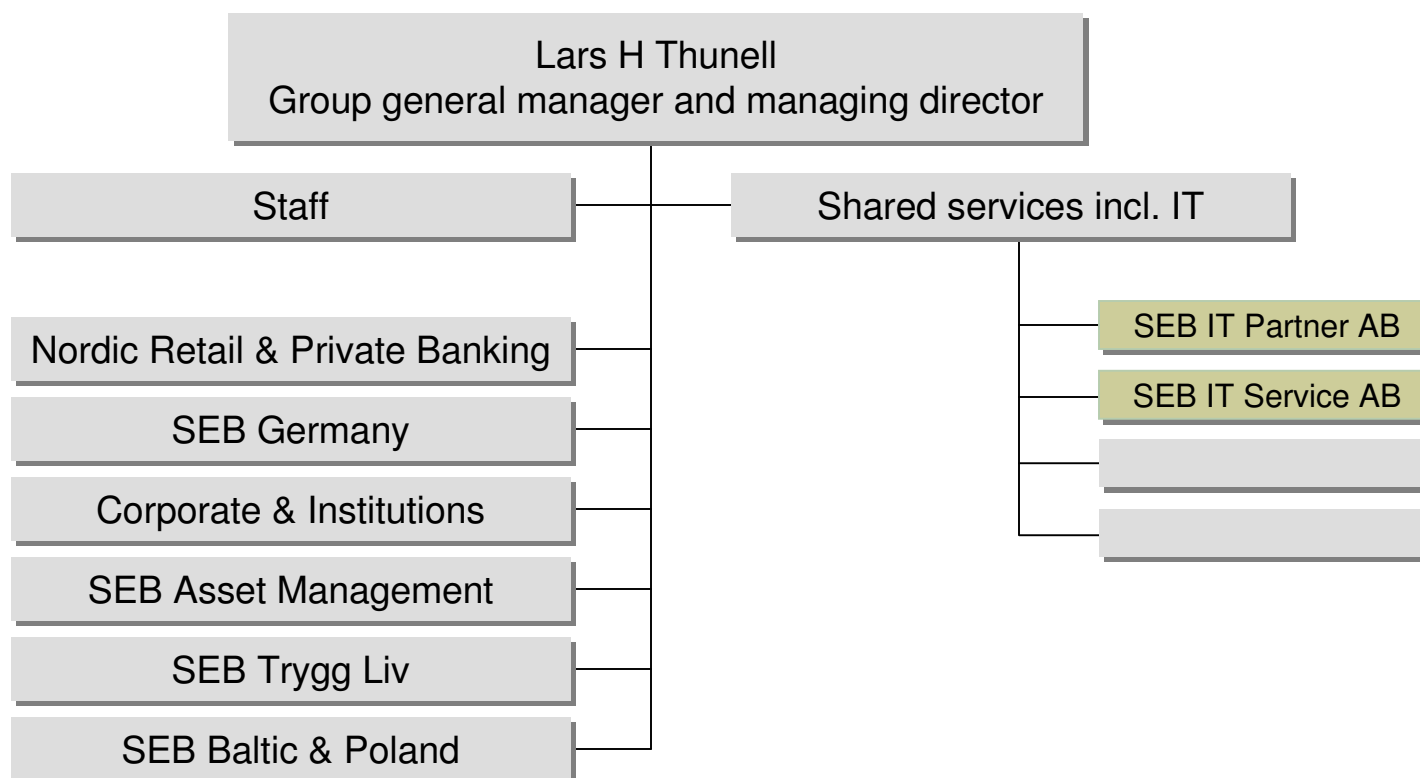 Lars H Thunell
Group general manager and managing director
Staff
Shared services incl. IT
Nordic Retail & Private Banking
SEB Germany
Corporate & Institutions
SEB Asset Management
SEB Trygg Liv
SEB Baltic & Poland
SEB IT Partner AB
SEB IT Service AB